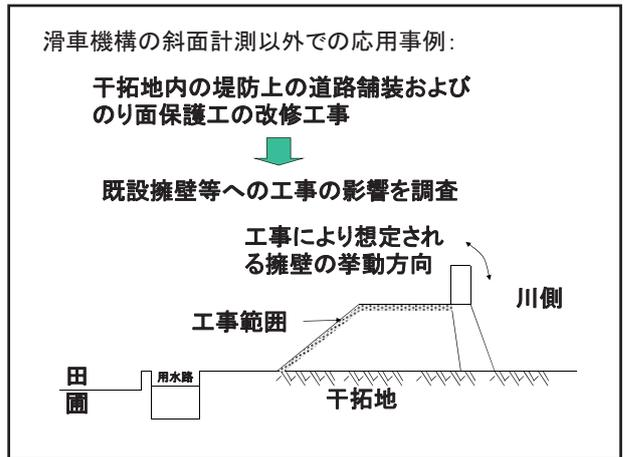 滑車機構の斜面計測以外での応用事例：
干拓地内の堤防上の道路舗装および
のり面保護工の改修工事
既設擁壁等への工事の影響を調査
工事により想定され
る擁壁の挙動方向
川側
工事範囲
田
圃
用水路
干拓地